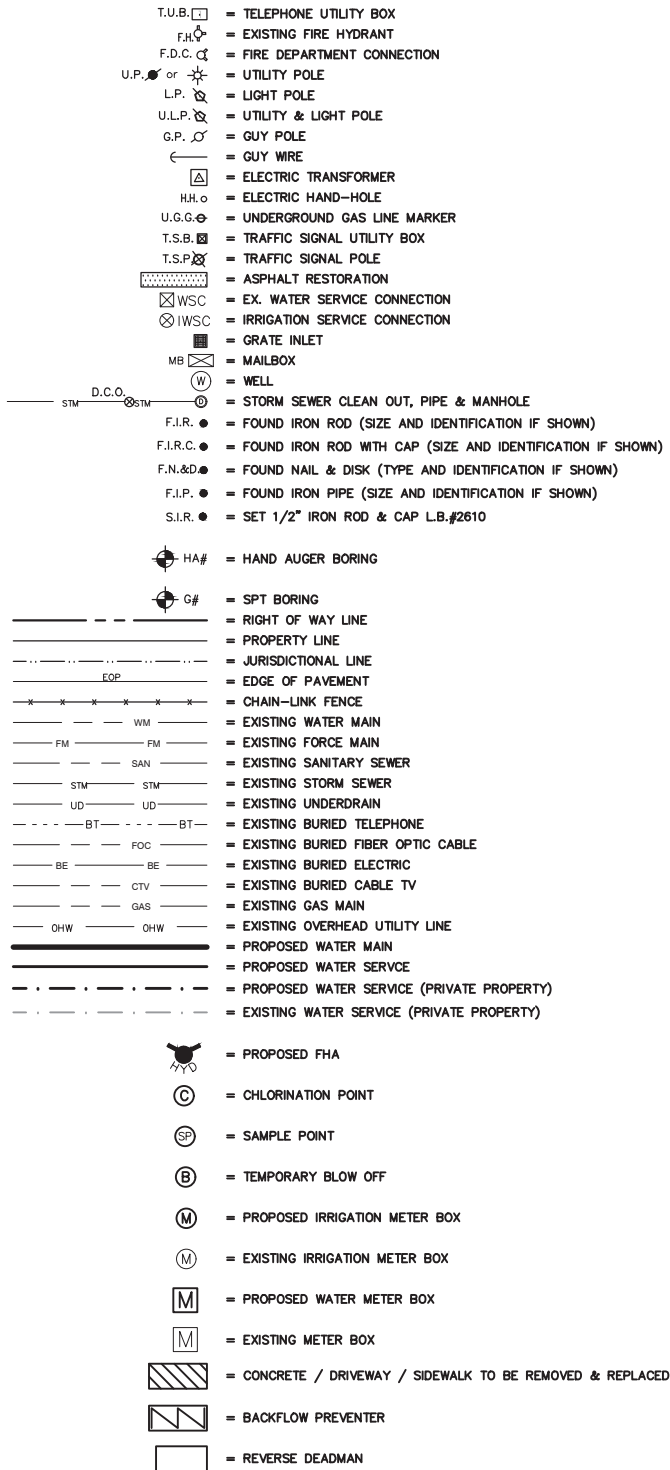 T.U.B. = TELEPHONE UTILITY BOX
F.H. = EXISTING FIRE HYDRANT
F.D.C. = FIRE DEPARTMENT CONNECTION
U.P. or = UTILITY POLE
L.P. = LIGHT POLE
U.L.P. = UTILITY & LIGHT POLE
G.P. = GUY POLE
= GUY WIRE
= ELECTRIC TRANSFORMER
H.H. = ELECTRIC HAND-HOLE
U.G.G. = UNDERGROUND GAS LINE MARKER
T.S.B. = TRAFFIC SIGNAL UTILITY BOX
T.S.P. = TRAFFIC SIGNAL POLE
= ASPHALT RESTORATION
WSC = EX. WATER SERVICE CONNECTION
IWSC = IRRIGATION SERVICE CONNECTION
= GRATE INLET
MB = MAILBOX
W = WELL
STM D.C.O. STM D = STORM SEWER CLEAN OUT, PIPE & MANHOLE
F.I.R. = FOUND IRON ROD (SIZE AND IDENTIFICATION IF SHOWN)
F.I.R.C. = FOUND IRON ROD WITH CAP (SIZE AND IDENTIFICATION IF SHOWN)
F.N.&D. = FOUND NAIL & DISK (TYPE AND IDENTIFICATION IF SHOWN)
F.I.P. = FOUND IRON PIPE (SIZE AND IDENTIFICATION IF SHOWN)
S.I.R. = SET 1/2" IRON ROD & CAP L.B.#2610
HA# = HAND AUGER BORING
G# = SPT BORING
= RIGHT OF WAY LINE
= PROPERTY LINE
= JURISDICTIONAL LINE
EOP = EDGE OF PAVEMENT
x x x x x x = CHAIN-LINK FENCE
WM = EXISTING WATER MAIN
FM FM = EXISTING FORCE MAIN
SAN = EXISTING SANITARY SEWER
STM STM = EXISTING STORM SEWER
UD UD = EXISTING UNDERDRAIN
BT BT = EXISTING BURIED TELEPHONE
FOC = EXISTING BURIED FIBER OPTIC CABLE
BE BE = EXISTING BURIED ELECTRIC
CTV = EXISTING BURIED CABLE TV
GAS = EXISTING GAS MAIN
OHW OHW = EXISTING OVERHEAD UTILITY LINE
= PROPOSED WATER MAIN
= PROPOSED WATER SERVCE
= PROPOSED WATER SERVICE (PRIVATE PROPERTY)
= EXISTING WATER SERVICE (PRIVATE PROPERTY)
HYD = PROPOSED FHA
C = CHLORINATION POINT
SP = SAMPLE POINT
B = TEMPORARY BLOW OFF
M = PROPOSED IRRIGATION METER BOX
M = EXISTING IRRIGATION METER BOX
M = PROPOSED WATER METER BOX
M = EXISTING METER BOX
= CONCRETE / DRIVEWAY / SIDEWALK TO BE REMOVED & REPLACED
= BACKFLOW PREVENTER
= REVERSE DEADMAN